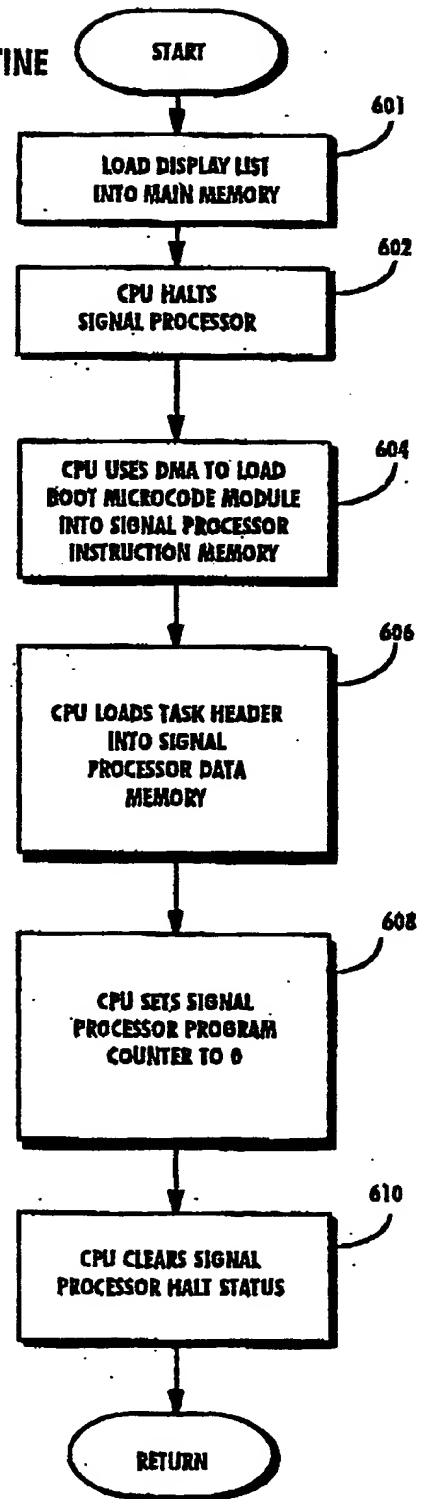 TINE
START
601
LOAD DISPLAY LIST
INTO MAIN MEMORY
602
CPU HALTS
SIGNAL PROCESSOR
604
CPU USES DMA TO LOAD
BOOT MICROCODE MODULE
INTO SIGNAL PROCESSOR
INSTRUCTION MEMORY
606
CPU LOADS TASK HEADER
INTO SIGNAL
PROCESSOR DATA
MEMORY
608
CPU SETS SIGNAL
PROCESSOR PROGRAM
COUNTER TO 0
610
CPU CLEARS SIGNAL
PROCESSOR HALT STATUS
RETURN